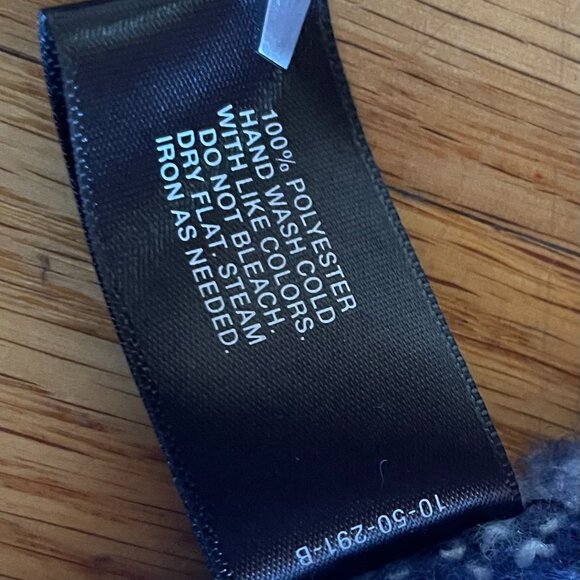 100% POLYESTER
HAND WASH COLD
WITH LIKE COLORS.
DO NOT BLEACH.
DRY FLAT. STEAM
IRON AS NEEDED.
10-50-291-B